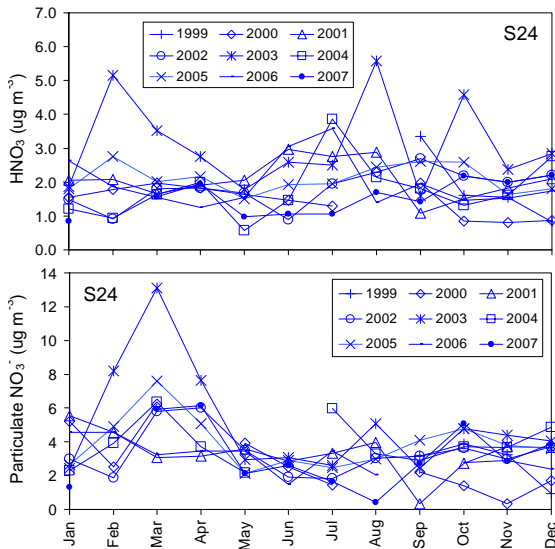 7.0
6.0
5.0
4.0
3.0
2.0
1.0
0.0
HNO₃ (ug m⁻³)
1999 2000 2001
2002 2003 2004
2005 2006 2007
S24
14
12
10
8
6
4
2
0
Particulate NO₃⁻ (ug m⁻³)
S24
1999 2000 2001
2002 2003 2004
2005 2006 2007
Jan Feb Mar Apr May Jun Jul Aug Sep Oct Nov Dec